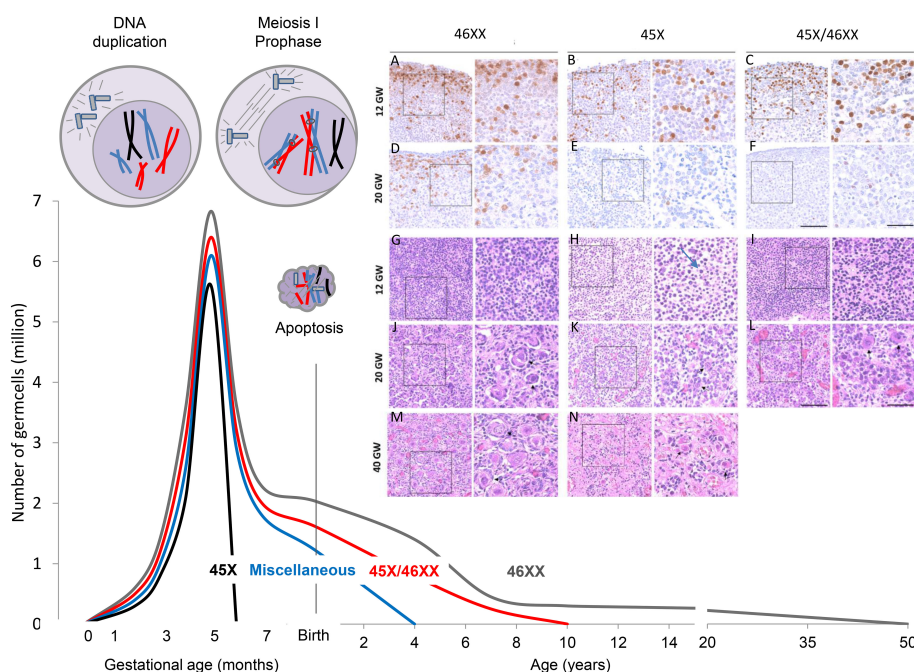 DNA
duplication
Meiosis I
Prophase
46XX
45X
45X/46XX
A
B
C
12 GW
D
E
F
20 GW
G
H
I
12 GW
J
K
L
20 GW
M
N
40 GW
Apoptosis
Number of germcells (million)
7
6
5
4
3
2
1
0
45X
Miscellaneous
45X/46XX
46XX
0 1 3 5 7 Birth 2 4 6 8 10 12 14 20 50
Gestational age (months)
Age (years)